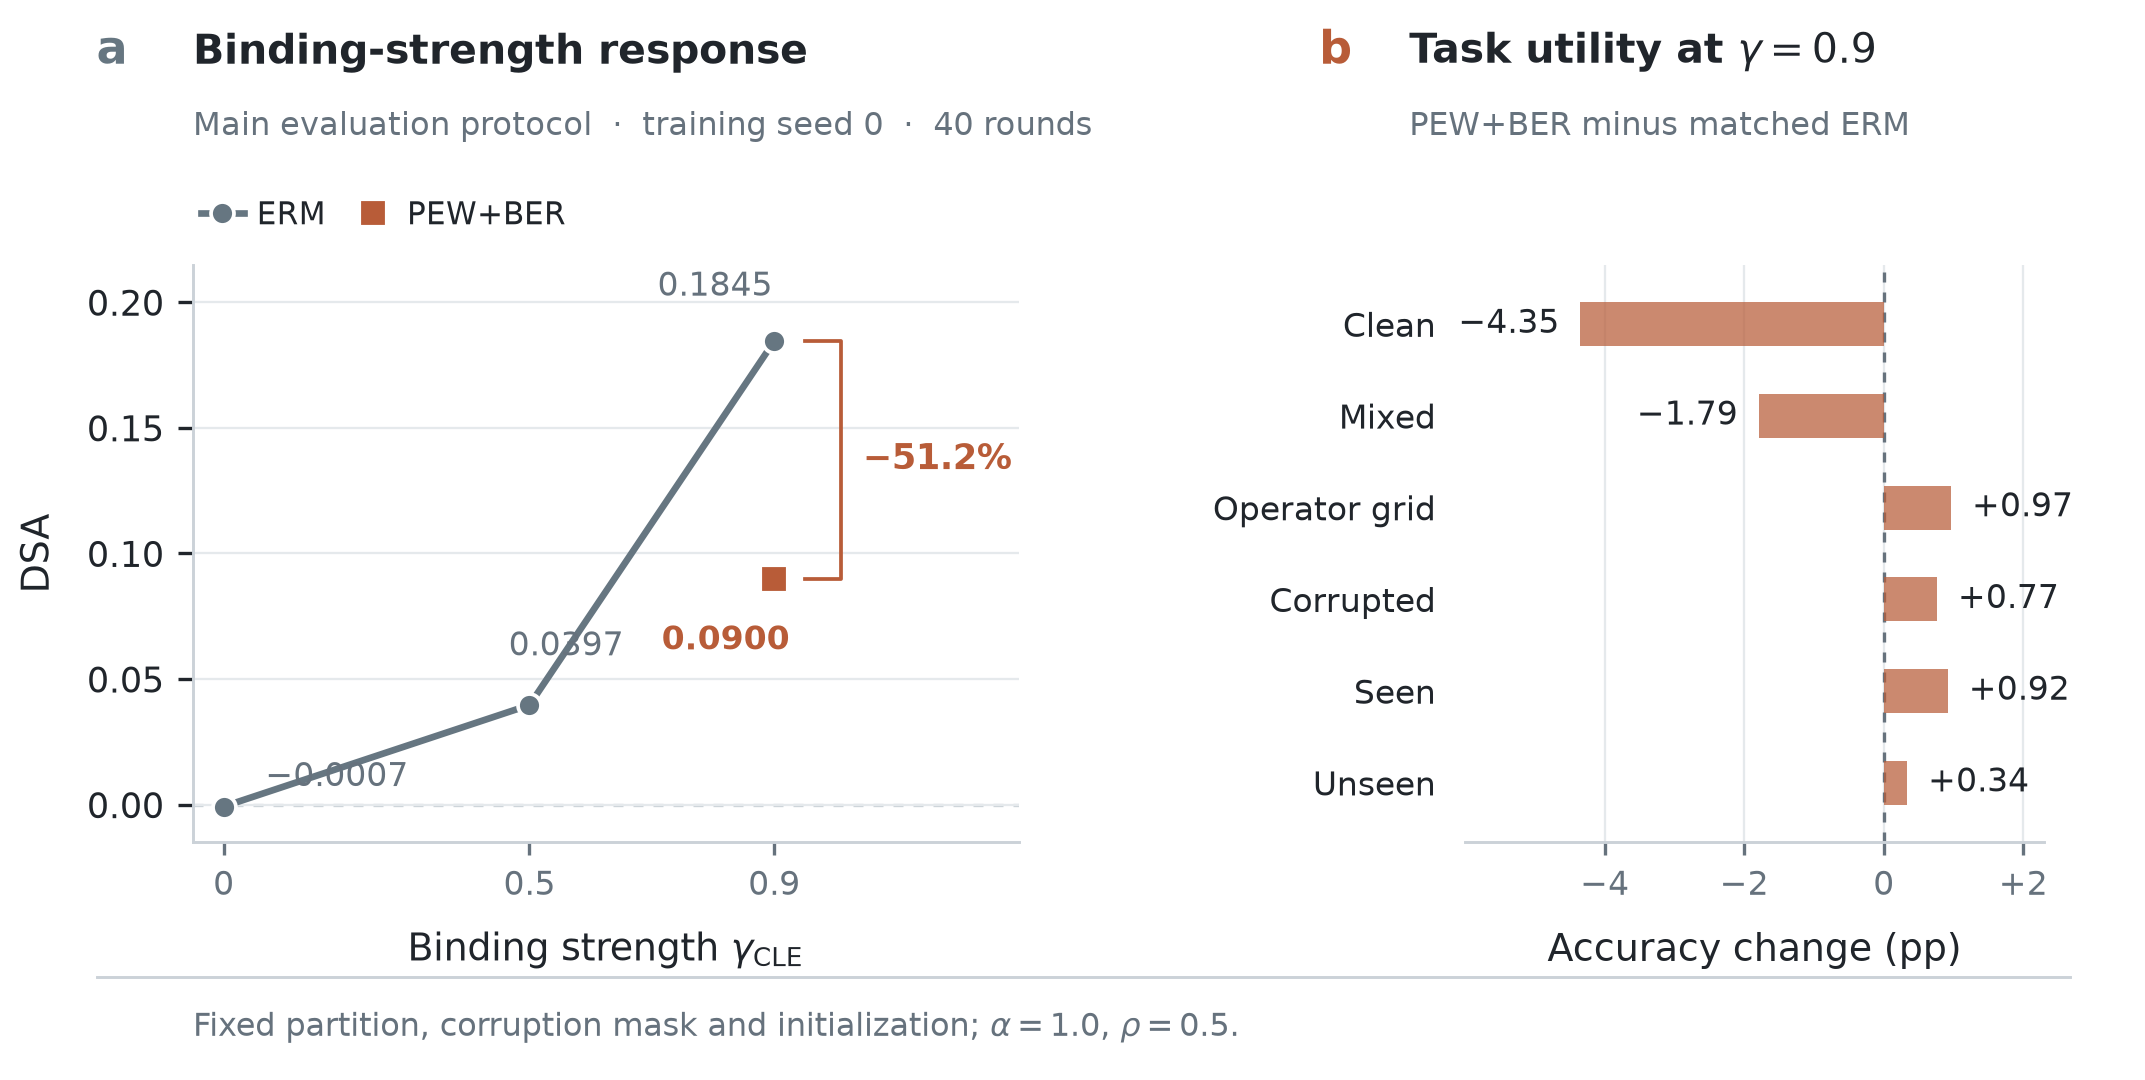 a Binding-strength response
Main evaluation protocol · training seed 0 · 40 rounds
ERM PEW+BER
DSA
0.20
0.15
0.10
0.05
0.00
0.1845
−51.2%
0.0397
0.0900
−0.0007
0 0.5 0.9
Binding strength γCLE
b Task utility at γ = 0.9
PEW+BER minus matched ERM
Clean −4.35
Mixed −1.79
Operator grid +0.97
Corrupted +0.77
Seen +0.92
Unseen +0.34
−4 −2 0 +2
Accuracy change (pp)
Fixed partition, corruption mask and initialization; α = 1.0, ρ = 0.5.